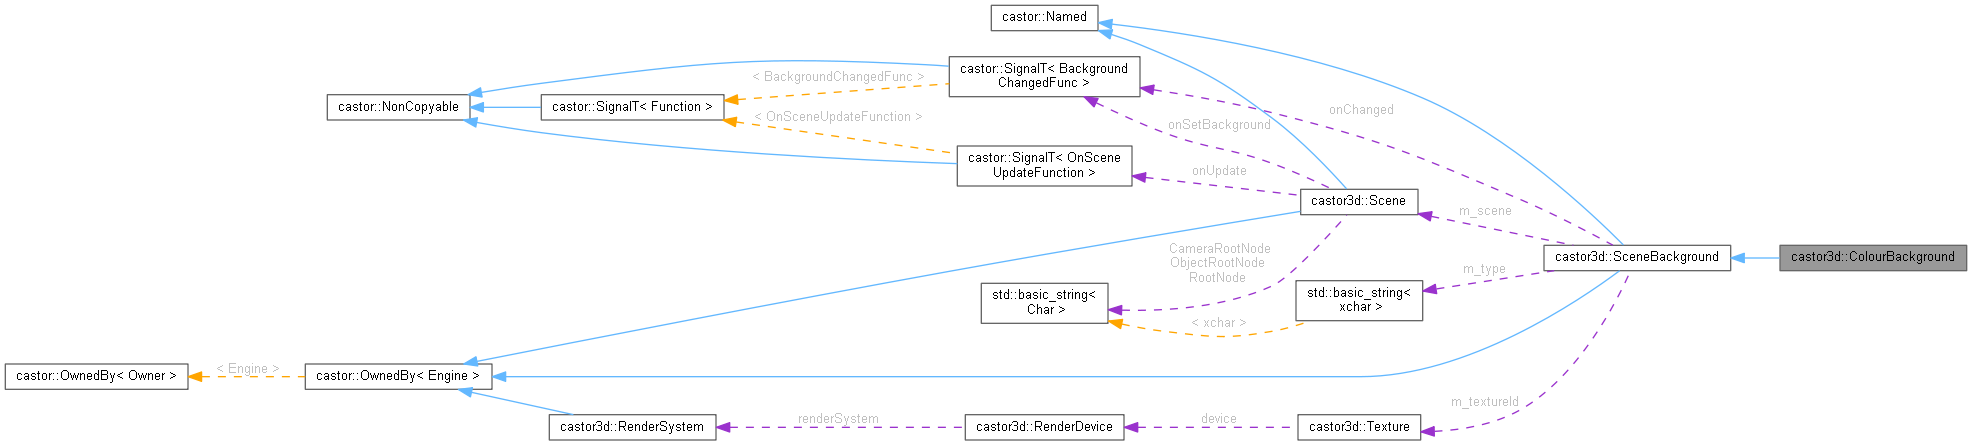 castor::Named
castor::SignalT< Background
ChangedFunc >
< BackgroundChangedFunc >
castor::NonCopyable
castor::SignalT< Function >
onChanged
< OnSceneUpdateFunction >
onSetBackground
castor::SignalT< OnScene
UpdateFunction >
onUpdate
castor3d::Scene
m_scene
CameraRootNode
ObjectRootNode
RootNode
castor3d::SceneBackground
castor3d::ColourBackground
m_type
std::basic_string<
Char >
std::basic_string<
xchar >
< xchar >
castor::OwnedBy< Owner >
< Engine >
castor::OwnedBy< Engine >
m_textureId
castor3d::RenderSystem
renderSystem
castor3d::RenderDevice
device
castor3d::Texture